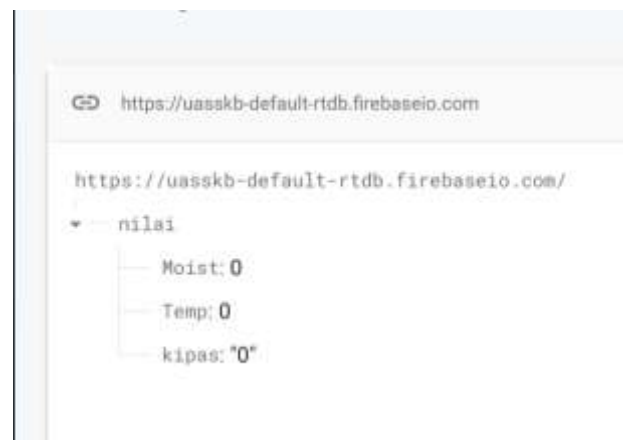 https://uasskb-default-rtdb.firebaseio.com
https://uasskb-default-rtdb.firebaseio.com/
nilai
Moist: 0
Temp: 0
kipas: "0"